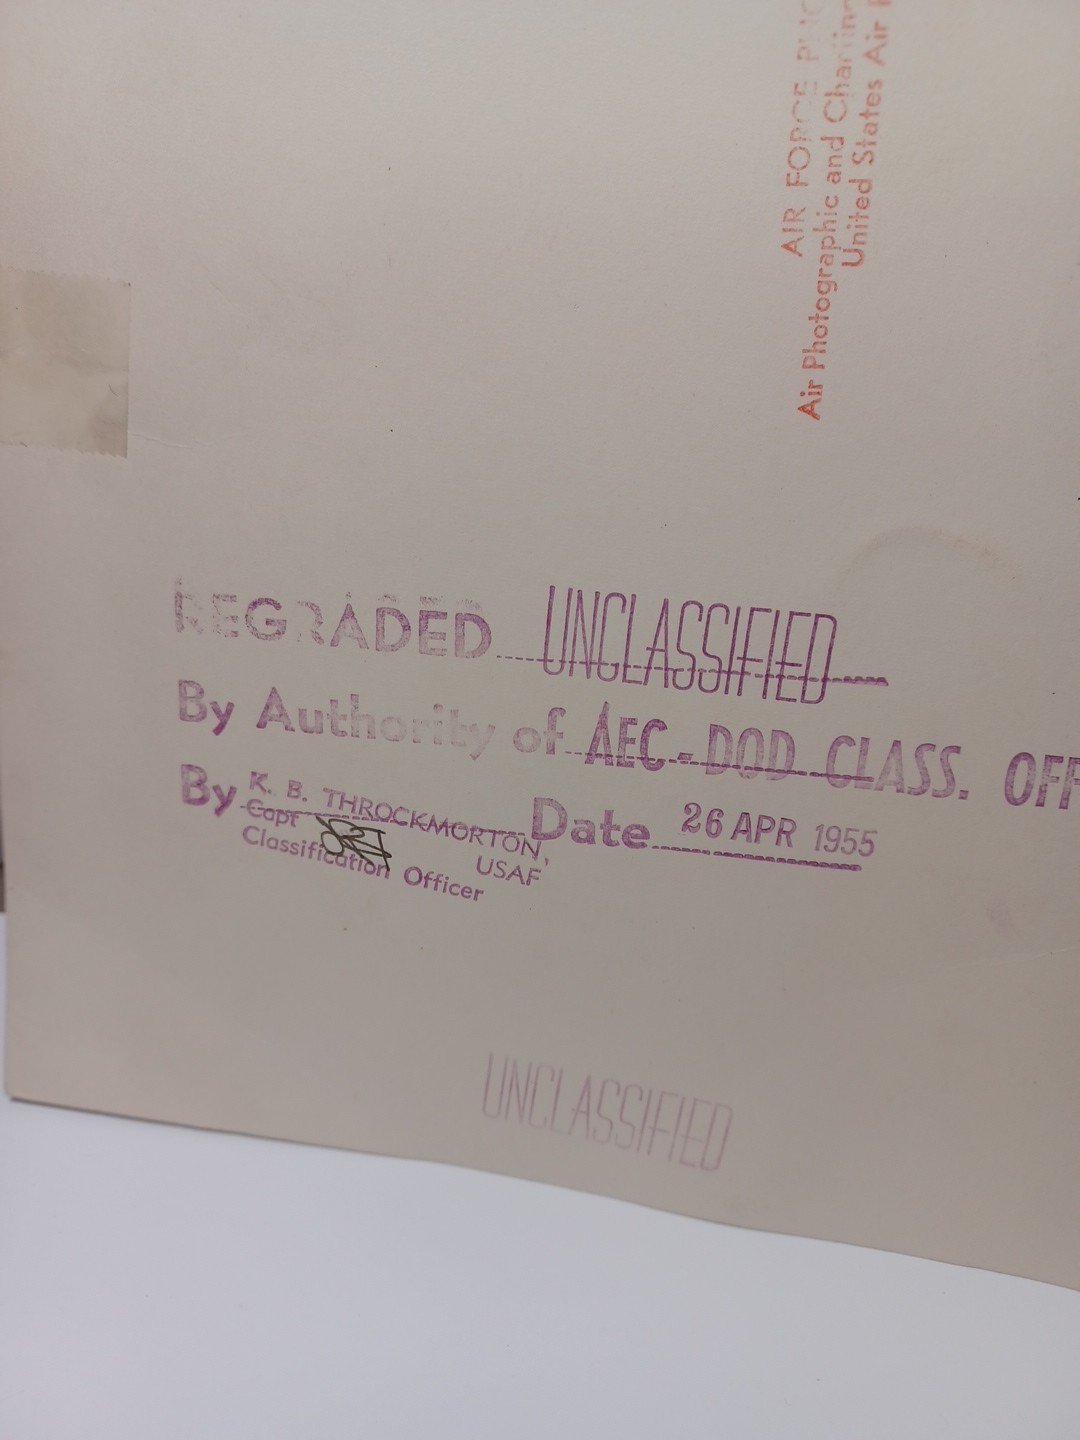 AIR FORCE
Air Photographic and Charting
United States Air
REGRADED UNCLASSIFIED
By Authority of AEC-DOD CLASS. OFF
By K. B. THROCKMORTON, Date 26 APR 1955
Capt USAF
Classification Officer
UNCLASSIFIED